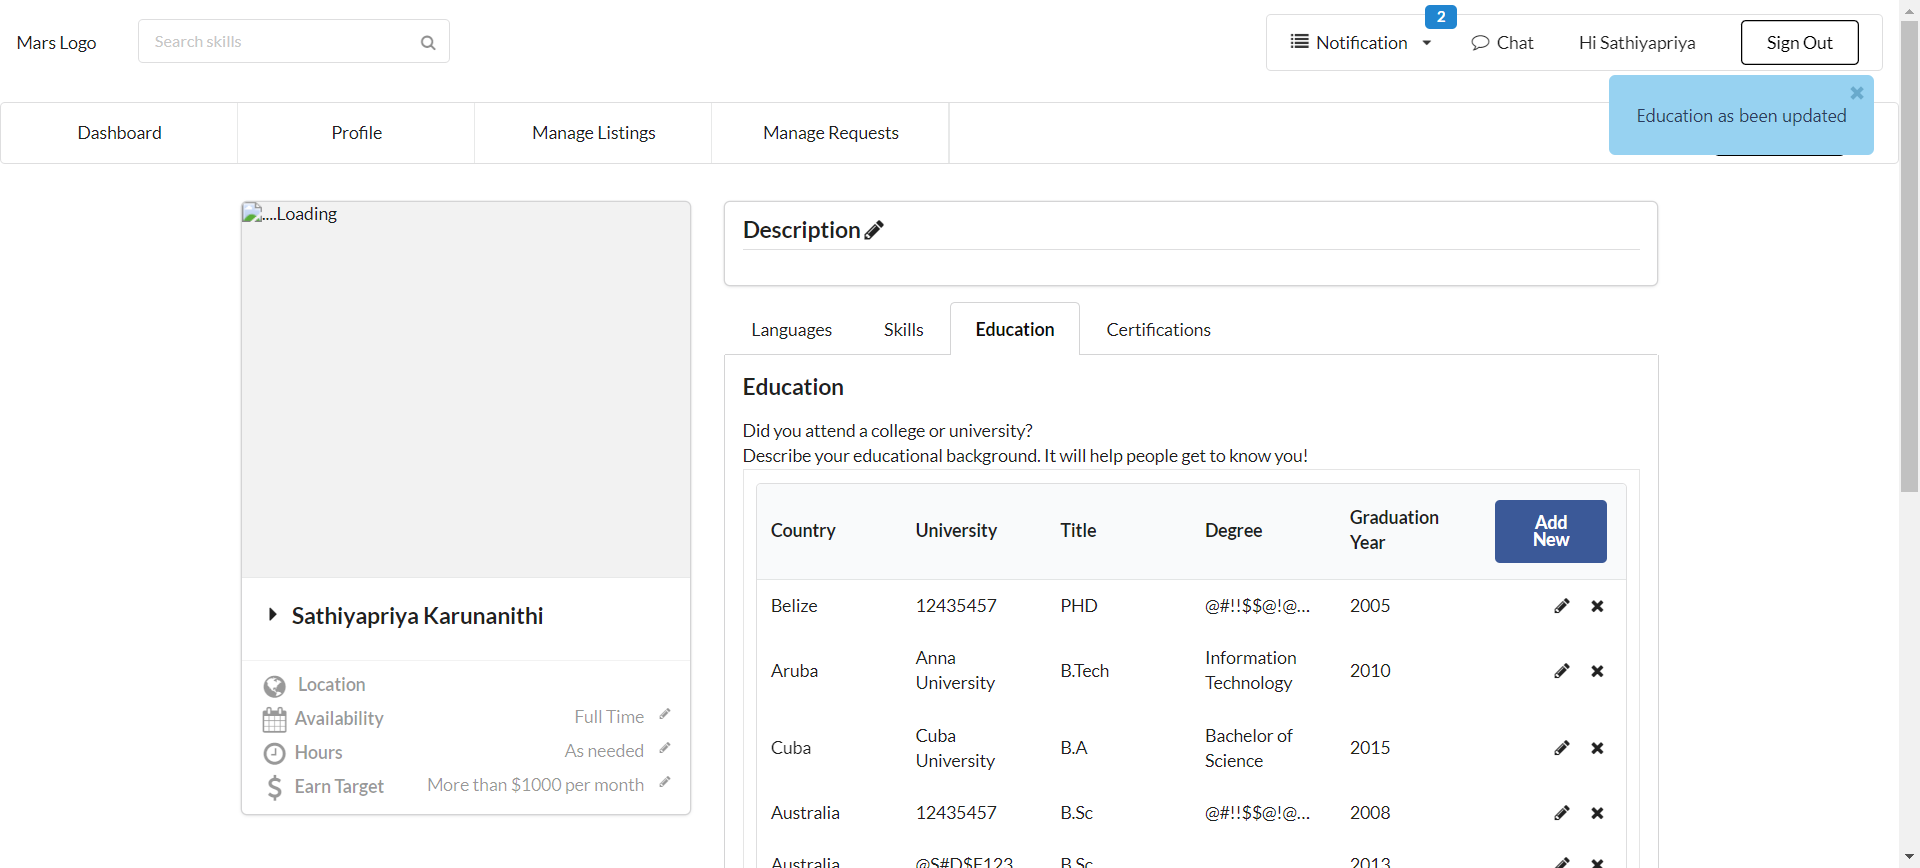 Mars Logo
Search skills
2
Notification
Chat
Hi Sathiyapriya
Sign Out
Education as been updated
Dashboard
Profile
Manage Listings
Manage Requests
....Loading
Sathiyapriya Karunanithi
Location
Availability
Full Time
Hours
As needed
Earn Target
More than $1000 per month
Description
Languages
Skills
Education
Certifications
Education
Did you attend a college or university?
Describe your educational background. It will help people get to know you!
Country
University
Title
Degree
Graduation
Year
Add
New
Belize
12435457
PHD
@#!!$$@!@...
2005
Aruba
Anna
University
B.Tech
Information
Technology
2010
Cuba
Cuba
University
B.A
Bachelor of
Science
2015
Australia
12435457
B.Sc
@#!!$$@!@...
2008
Australia
B.Sc
2013